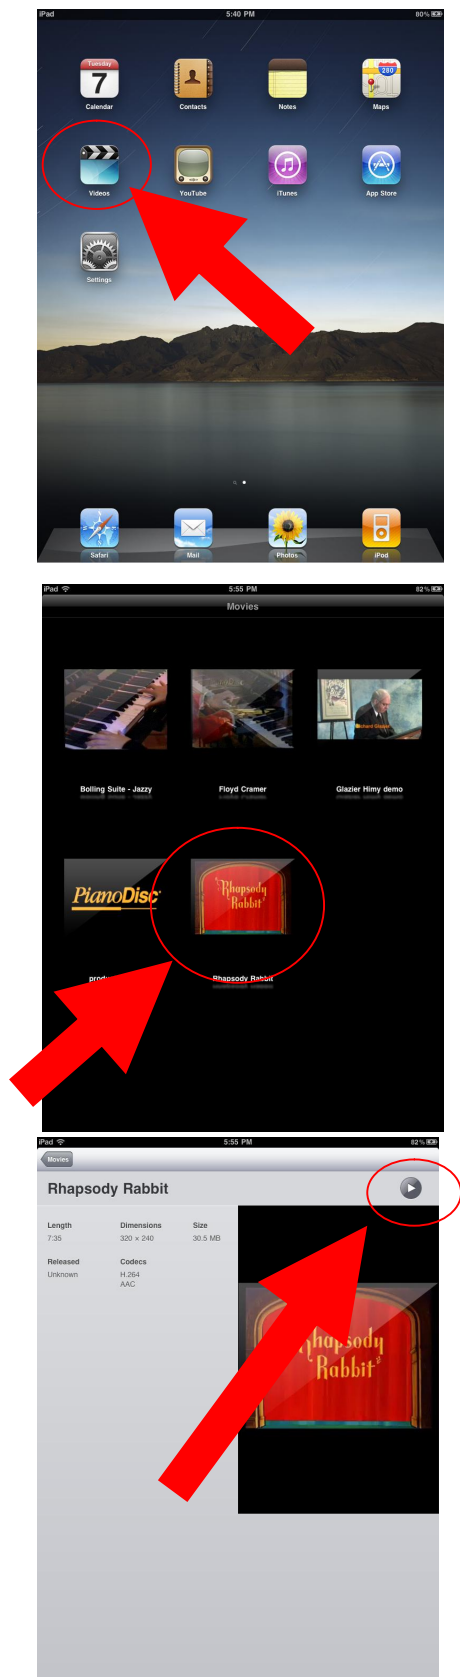 iPad 5:40 PM 80%
Tuesday
7
280
Calendar Contacts Notes Maps
Videos YouTube iTunes App Store
Settings
Safari Mail Photos iPod
iPad 5:55 PM 82%
Movies
Richard Glazier
Bolling Suite - Jazzy Floyd Cramer Glazier Himy demo
PianoDisc
Rhapsody
Rabbit
Rhapsody Rabbit
iPad 5:55 PM 82%
Movies
Rhapsody Rabbit
Length Dimensions Size
7:35 320 × 240 30.5 MB
Released Codecs
Unknown H.264
AAC
Rhapsody
Rabbit